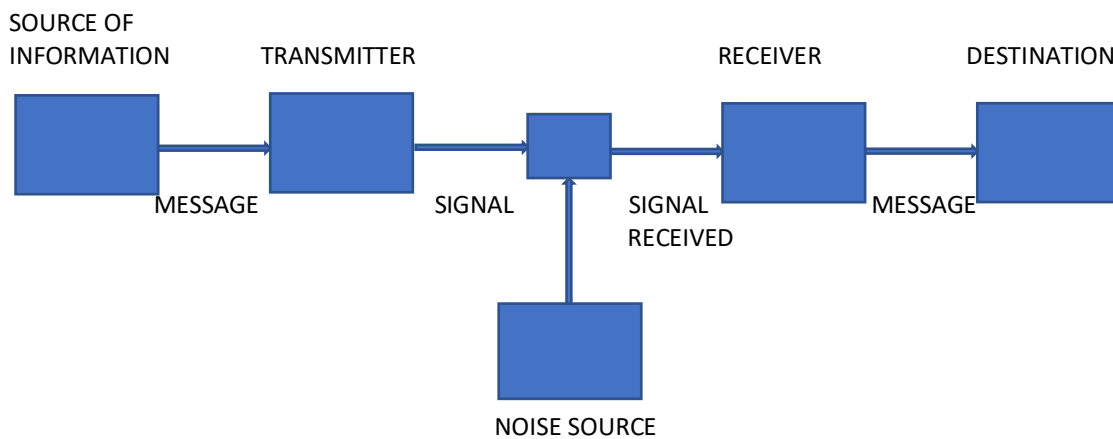 SOURCE OF
INFORMATION
TRANSMITTER
RECEIVER
DESTINATION
MESSAGE
SIGNAL
SIGNAL
RECEIVED
MESSAGE
NOISE SOURCE